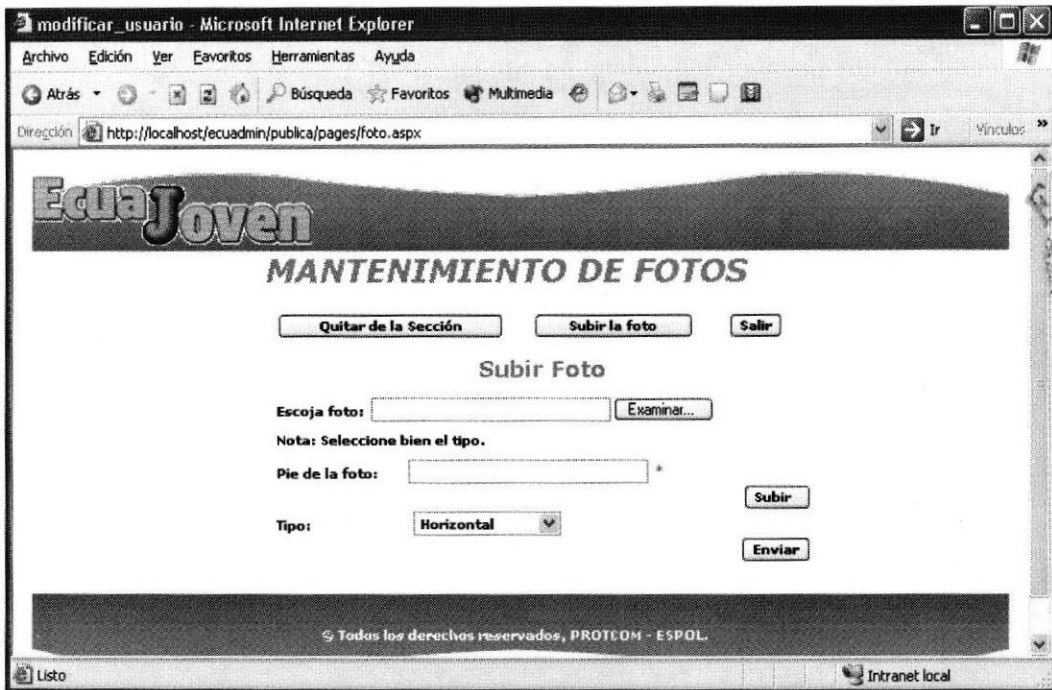 modificar_usuario - Microsoft Internet Explorer
Archivo Edición Ver Favoritos Herramientas Ayuda
Atrás Búsqueda Favoritos Multimedia
Dirección http://localhost/ecuadmin/publica/pages/foto.aspx Ir Vínculos »
Ecua Joven
MANTENIMIENTO DE FOTOS
Quitar de la Sección Subir la foto Salir
Subir Foto
Escoja foto: Examinar...
Nota: Seleccione bien el tipo.
Pie de la foto: *
Subir
Tipo: Horizontal
Enviar
© Todos los derechos reservados, PROTCOM - ESPOL.
Listo Intranet local